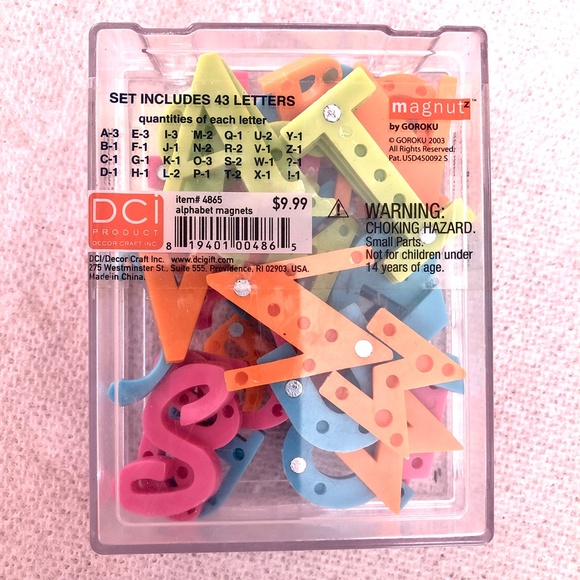 SET INCLUDES 43 LETTERS
quantities of each letter
A-3 E-3 I-3 M-2 Q-1 U-2 Y-1
B-1 F-1 J-1 N-2 R-2 V-1 Z-1
C-1 G-1 K-1 O-3 S-2 W-1 ?-1
D-1 H-1 L-2 P-1 T-2 X-1 !-1
magnutz™
by GOROKU
© GOROKU 2003
All Rights Reserved.
Pat. USD450092 S
DCi
PRODUCT
DECOR CRAFT INC
item# 4865
alphabet magnets
$9.99
8 19401 00486 5
WARNING:
CHOKING HAZARD.
Small Parts.
Not for children under
14 years of age.
DCI/Decor Craft Inc. www.dcigift.com
275 Westminster St., Suite 555, Providence, RI 02903, USA.
Made in China.